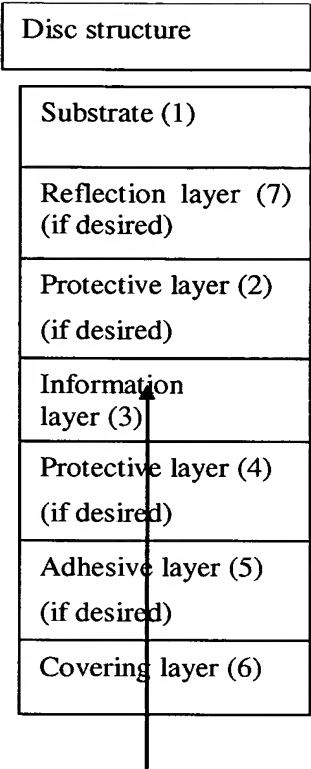 Disc structure
Substrate (1)
Reflection layer (7)
(if desired)
Protective layer (2)
(if desired)
Information
layer (3)
Protective layer (4)
(if desired)
Adhesive layer (5)
(if desired)
Covering layer (6)